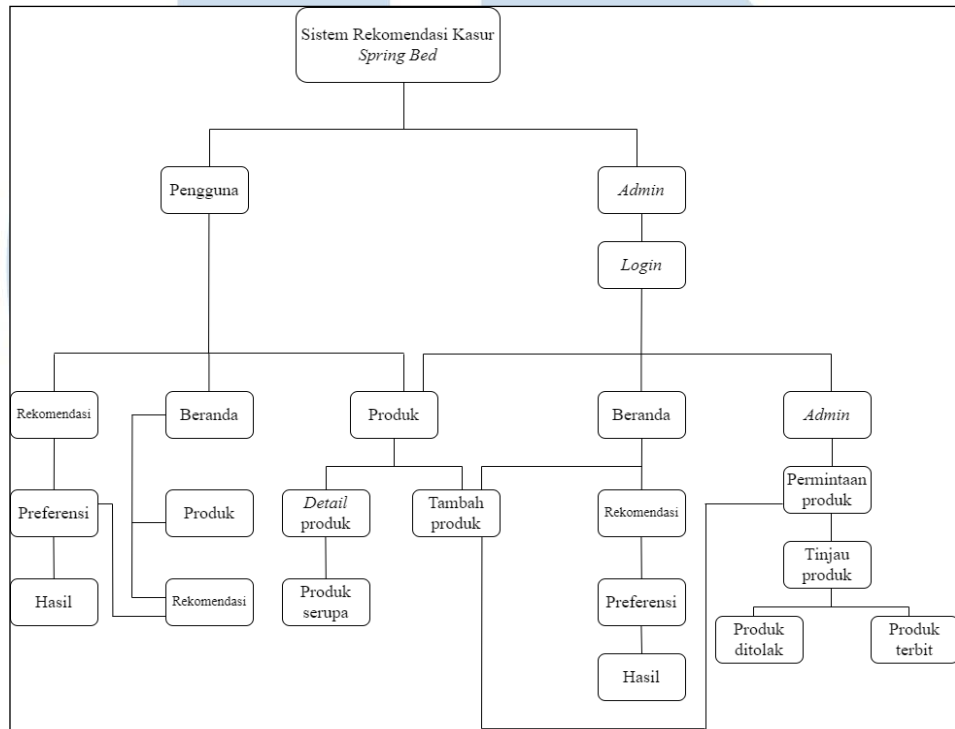 Sistem Rekomendasi Kasur
Spring Bed
Pengguna
Admin
Login
Rekomendasi
Beranda
Produk
Beranda
Admin
Preferensi
Produk
Detail
produk
Tambah
produk
Rekomendasi
Permintaan
produk
Tinjau
produk
Hasil
Rekomendasi
Produk
serupa
Preferensi
Produk
ditolak
Produk
terbit
Hasil